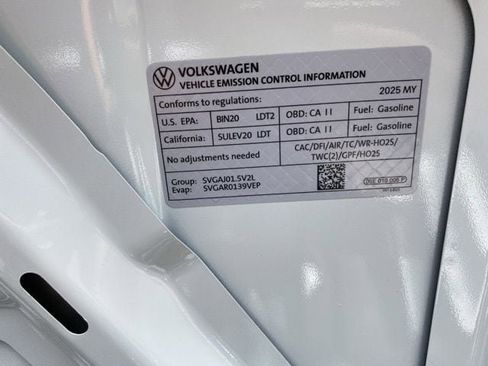 VOLKSWAGEN
VEHICLE EMISSION CONTROL INFORMATION
Conforms to regulations: 2025 MY
U.S. EPA: BIN20 LDT2 OBD: CA II Fuel: Gasoline
California: SULEV20 LDT OBD: CA II Fuel: Gasoline
No adjustments needed
CAC/DFI/AIR/TC/WR-HO2S/
TWC(2)/GPF/HO2S
Group: SVGAJ01.5V2L
Evap: SVGAR0139VEP